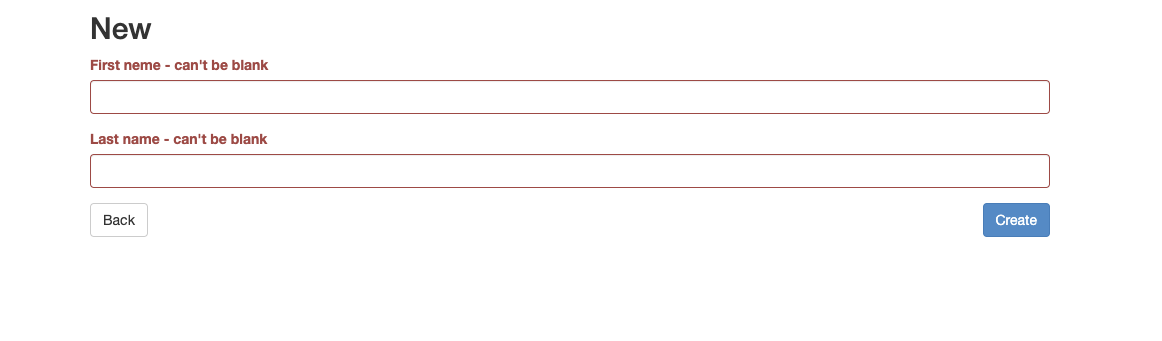 New
First neme - can't be blank
Last name - can't be blank
Back
Create